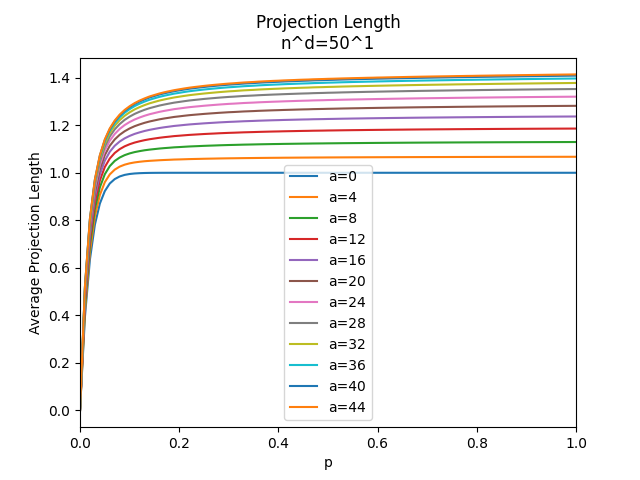 Projection Length
n^d=50^1
Average Projection Length
1.4
1.2
1.0
0.8
0.6
0.4
0.2
0.0
a=0
a=4
a=8
a=12
a=16
a=20
a=24
a=28
a=32
a=36
a=40
a=44
0.0 0.2 0.4 0.6 0.8 1.0
p